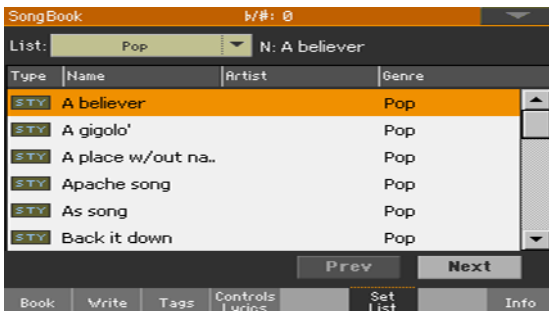 SongBook ♭/#: 0
List: Pop N: A believer
Type Name Artist Genre
STY A believer Pop
STY A gigolo' Pop
STY A place w/out na.. Pop
STY Apache song Pop
STY As song Pop
STY Back it down Pop
Prev Next
Book Write Tags Controls Lyrics Set List Info